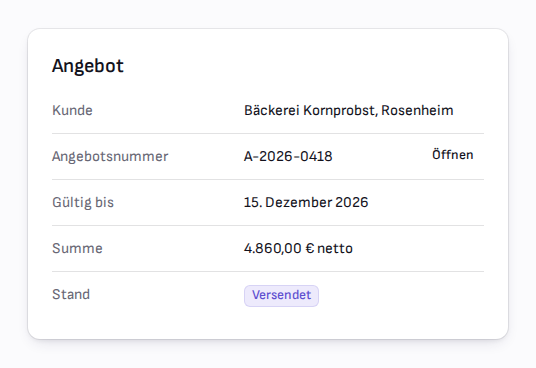 Angebot
Kunde Bäckerei Kornprobst, Rosenheim
Angebotsnummer A-2026-0418 Öffnen
Gültig bis 15. Dezember 2026
Summe 4.860,00 € netto
Stand Versendet